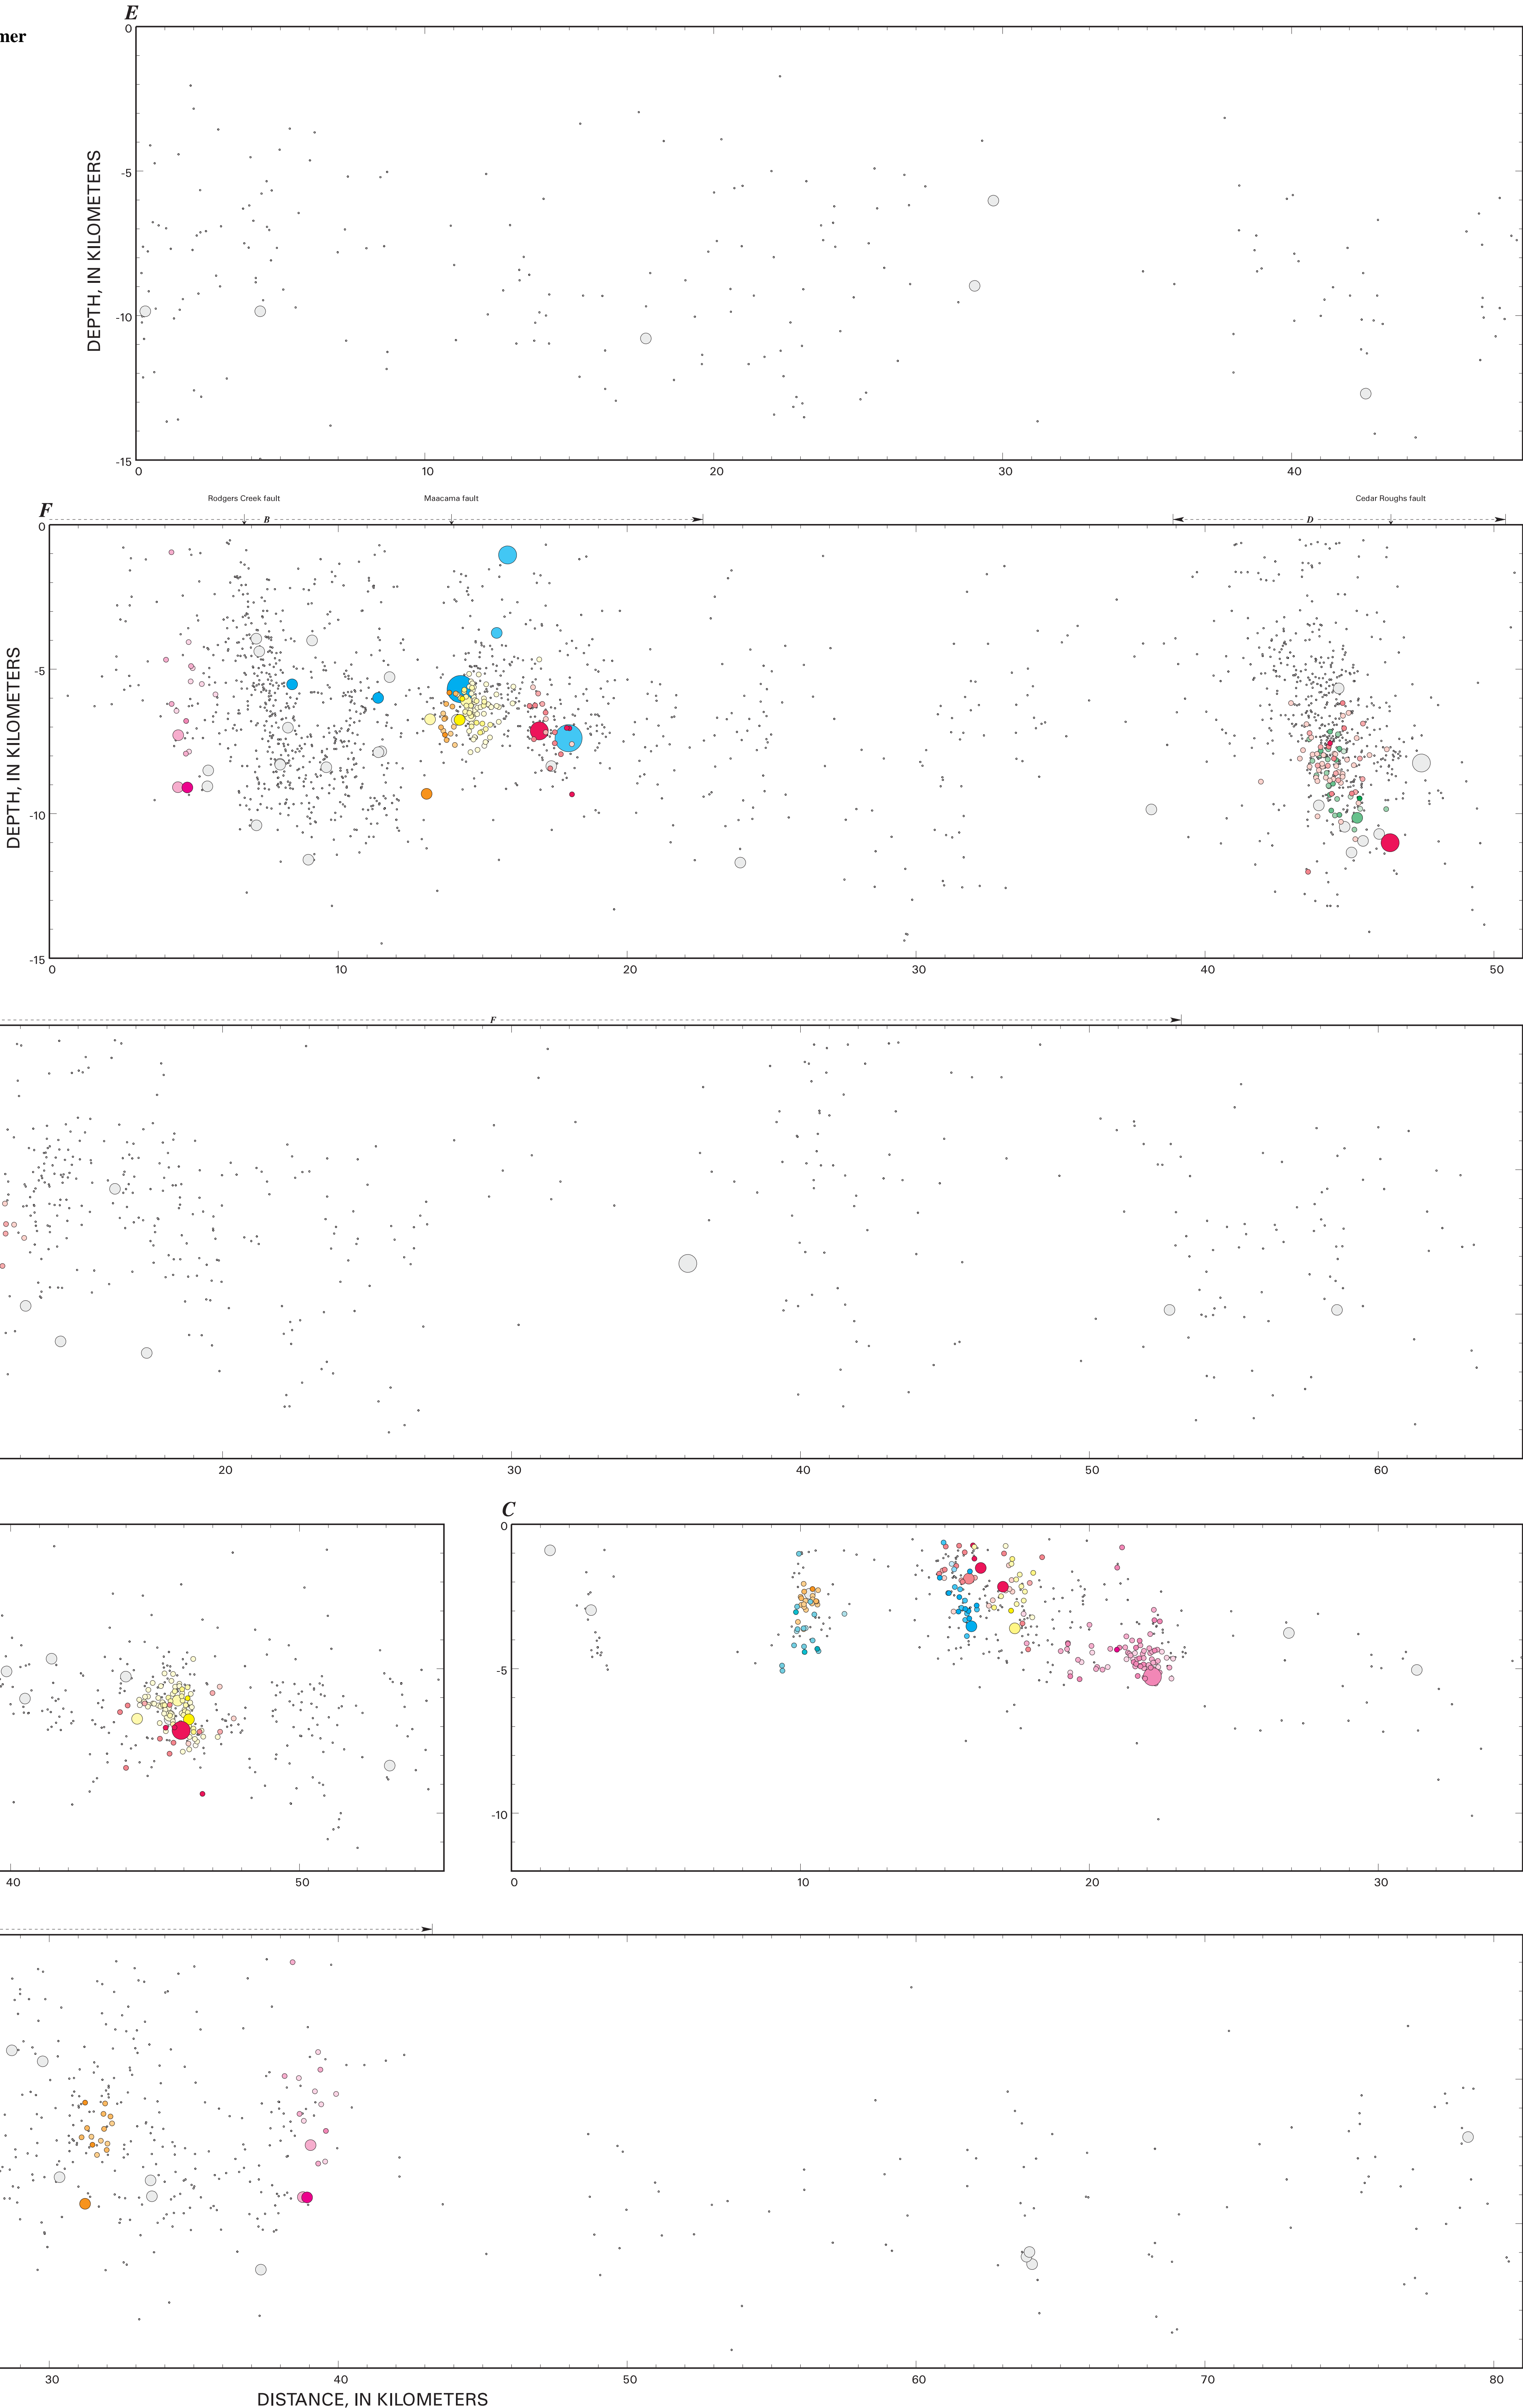 mer
E
0
-5
-10
-15
DEPTH, IN KILOMETERS
0 10 20 30 40
Rodgers Creek fault Maacama fault Cedar Roughs fault
F
B D
0
-5
-10
-15
DEPTH, IN KILOMETERS
0 10 20 30 40 50
F
20 30 40 50 60
C
0
-5
-10
40 50
0 10 20 30
30 40 50 60 70 80
DISTANCE, IN KILOMETERS